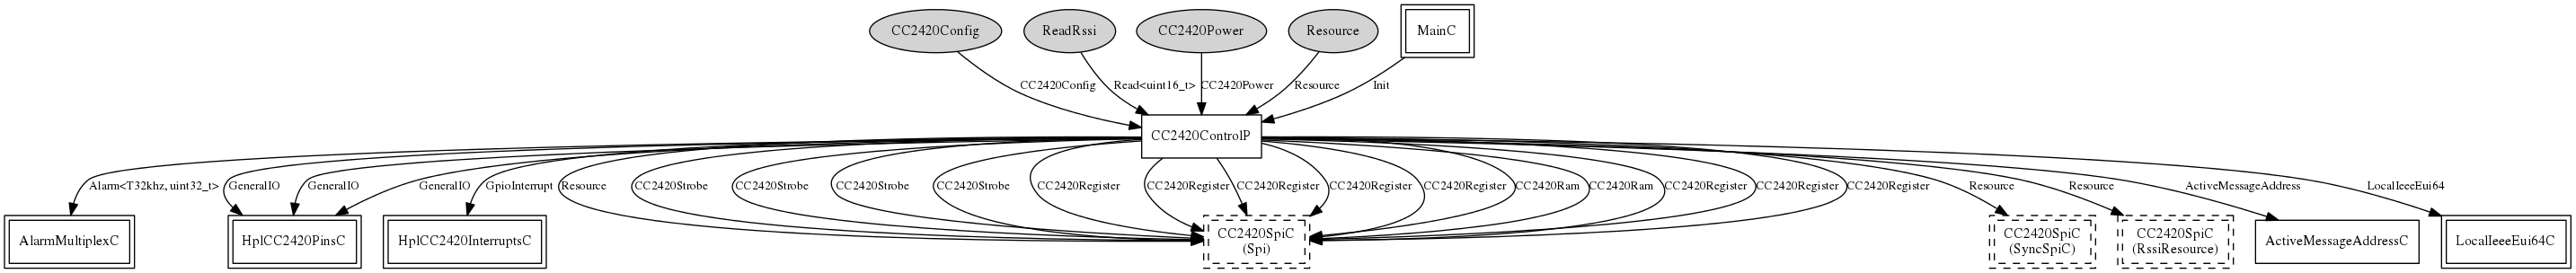 CC2420Config
ReadRssi
CC2420Power
Resource
MainC
CC2420Config
Read<uint16_t>
CC2420Power
Resource
Init
CC2420ControlP
Alarm<T32khz, uint32_t>
GeneralIO
GeneralIO
GeneralIO
GpioInterrupt
Resource
CC2420Strobe
CC2420Strobe
CC2420Strobe
CC2420Strobe
CC2420Register
CC2420Register
CC2420Register
CC2420Register
CC2420Register
CC2420Ram
CC2420Ram
CC2420Register
CC2420Register
CC2420Register
Resource
Resource
ActiveMessageAddress
LocalIeeeEui64
AlarmMultiplexC
HplCC2420PinsC
HplCC2420InterruptsC
CC2420SpiC
(Spi)
CC2420SpiC
(SyncSpiC)
CC2420SpiC
(RssiResource)
ActiveMessageAddressC
LocalIeeeEui64C